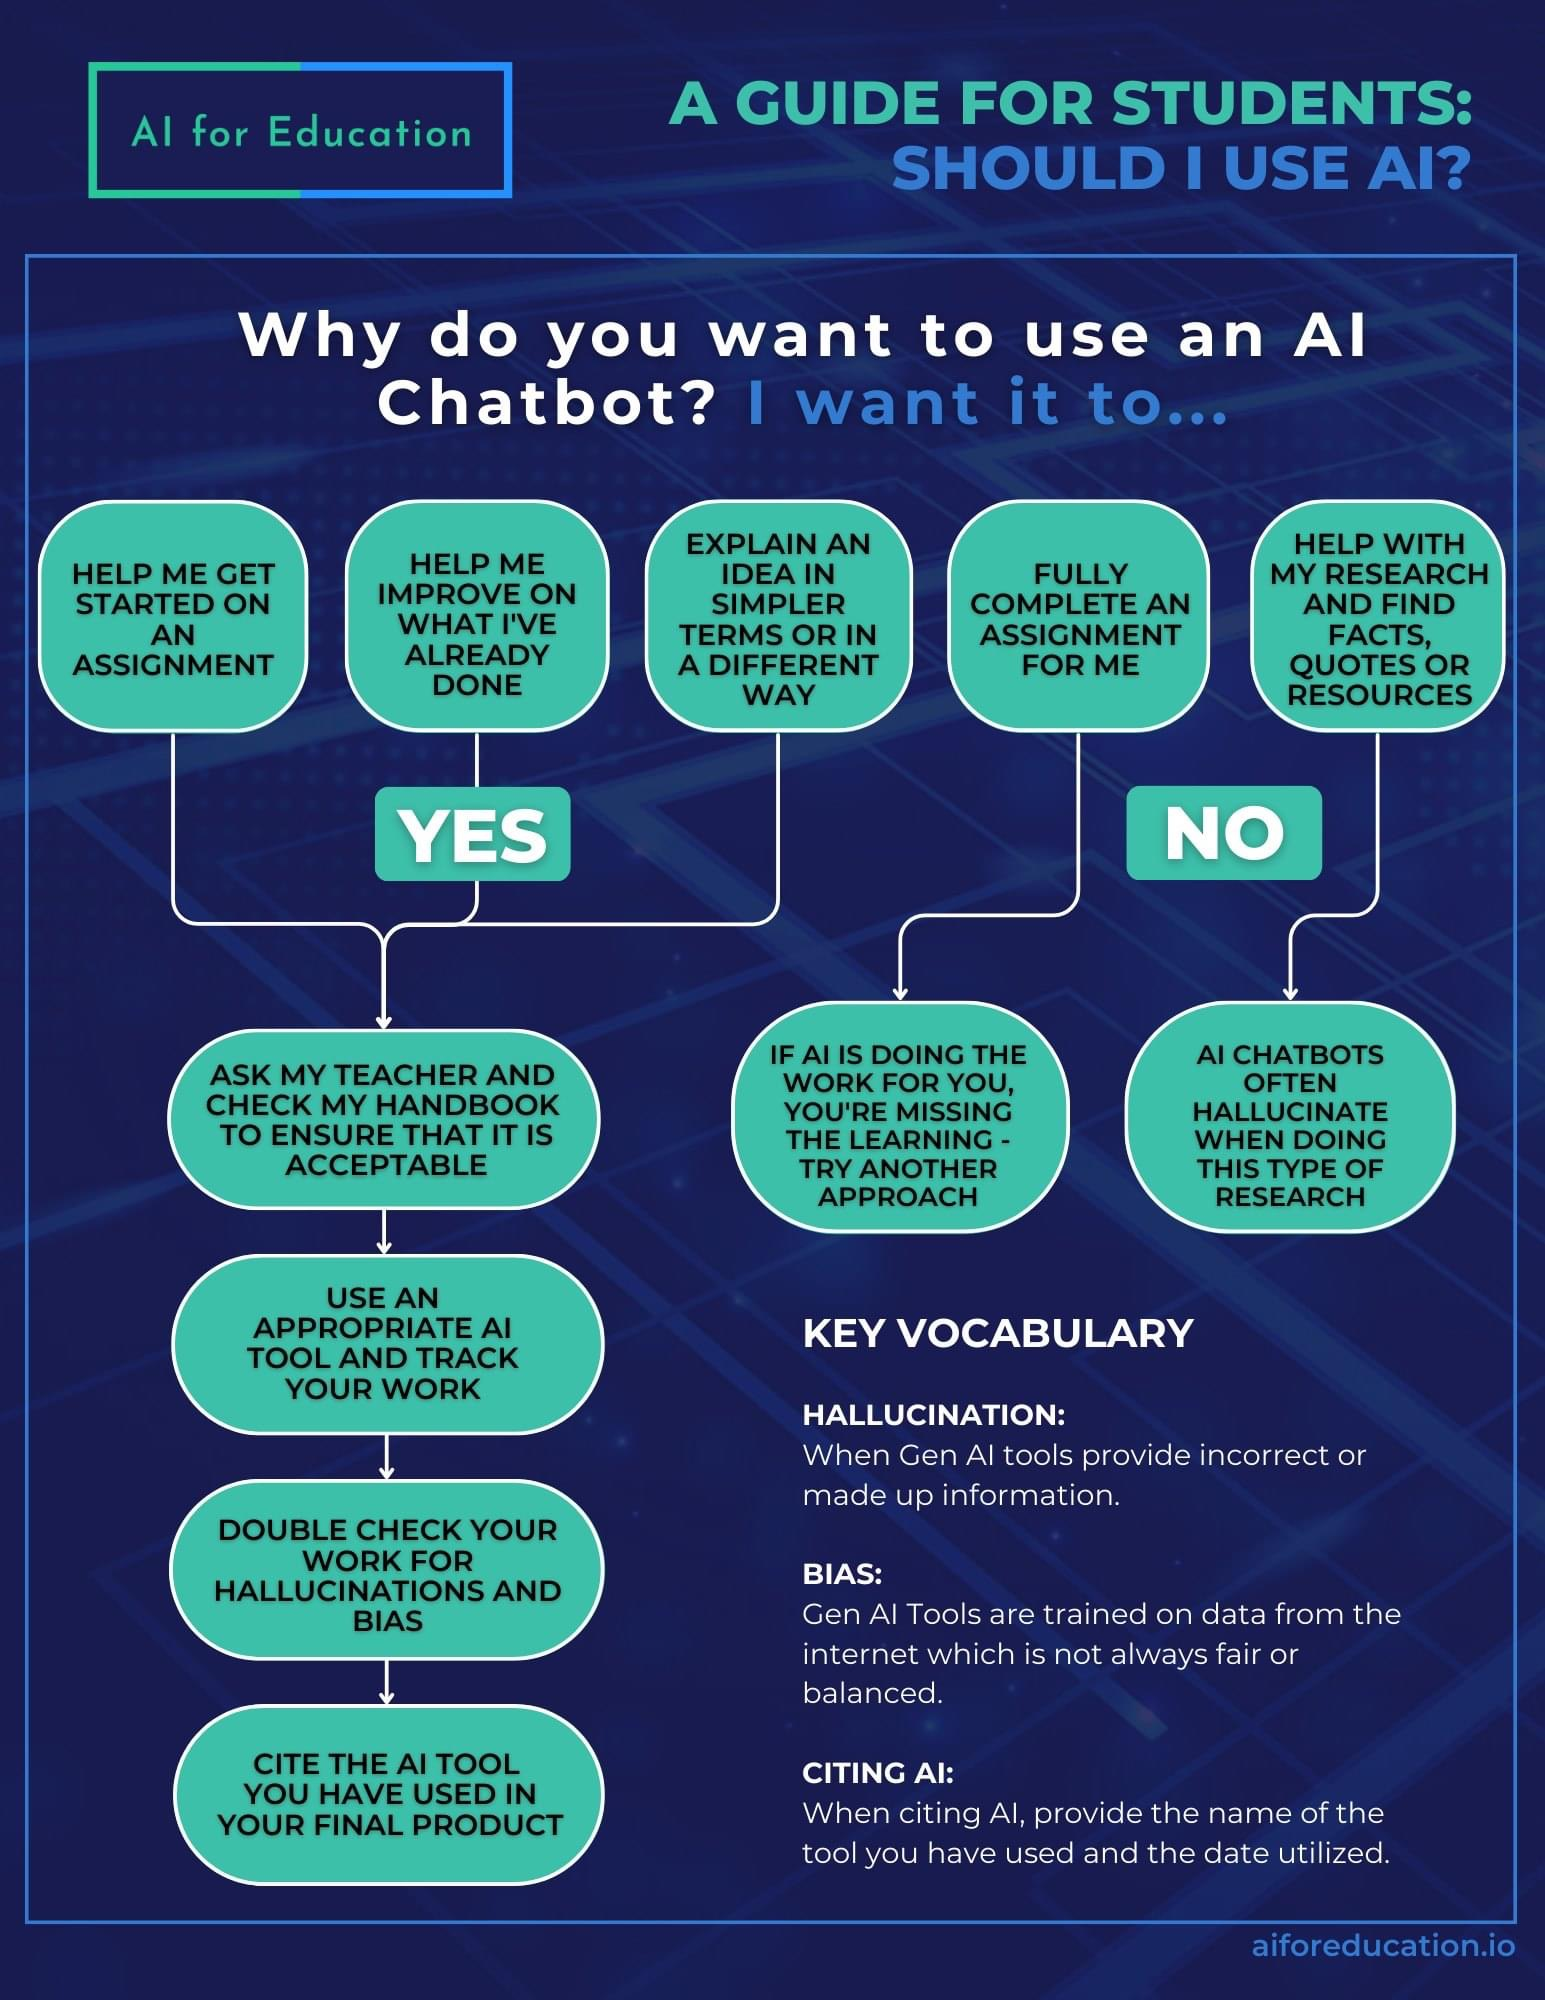 AI for Education
A GUIDE FOR STUDENTS:
SHOULD I USE AI?
Why do you want to use an AI
Chatbot? I want it to...
HELP ME GET
STARTED ON
AN
ASSIGNMENT
HELP ME
IMPROVE ON
WHAT I'VE
ALREADY
DONE
EXPLAIN AN
IDEA IN
SIMPLER
TERMS OR IN
A DIFFERENT
WAY
FULLY
COMPLETE AN
ASSIGNMENT
FOR ME
HELP WITH
MY RESEARCH
AND FIND
FACTS,
QUOTES OR
RESOURCES
YES
NO
ASK MY TEACHER AND
CHECK MY HANDBOOK
TO ENSURE THAT IT IS
ACCEPTABLE
USE AN
APPROPRIATE AI
TOOL AND TRACK
YOUR WORK
DOUBLE CHECK YOUR
WORK FOR
HALLUCINATIONS AND
BIAS
CITE THE AI TOOL
YOU HAVE USED IN
YOUR FINAL PRODUCT
IF AI IS DOING THE
WORK FOR YOU,
YOU'RE MISSING
THE LEARNING -
TRY ANOTHER
APPROACH
AI CHATBOTS
OFTEN
HALLUCINATE
WHEN DOING
THIS TYPE OF
RESEARCH
KEY VOCABULARY
HALLUCINATION:
When Gen AI tools provide incorrect or
made up information.
BIAS:
Gen AI Tools are trained on data from the
internet which is not always fair or
balanced.
CITING AI:
When citing AI, provide the name of the
tool you have used and the date utilized.
aiforeducation.io